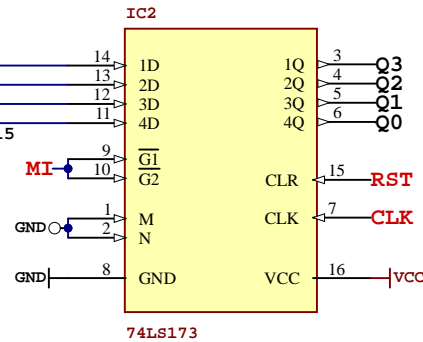 IC2
14 1D 1Q 3 Q3
13 2D 2Q 4 Q2
12 3D 3Q 5 Q1
11 4D 4Q 6 Q0
5
9 G1
MI
10 G2 CLR 15 RST
1 M CLK 7 CLK
GND
2 N
GND 8 GND VCC 16 VCC
74LS173